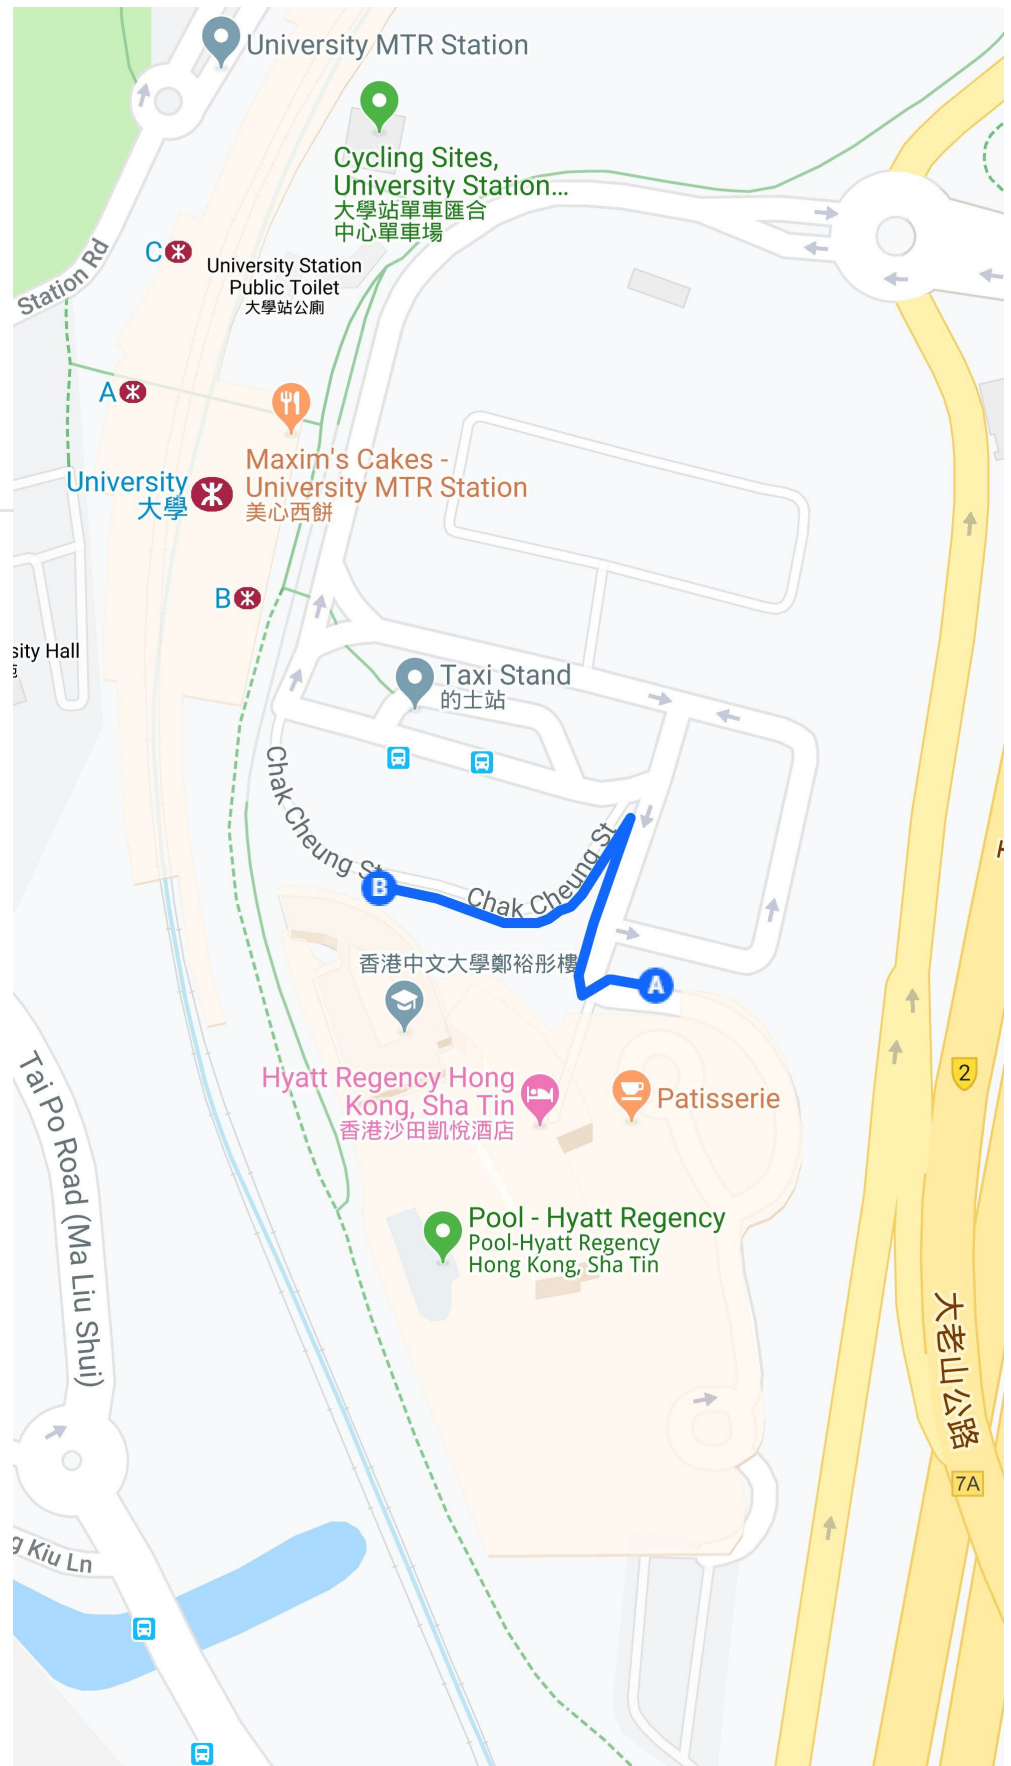 University MTR Station
Cycling Sites,
University Station...
大學站單車匯合
中心單車場
Station Rd
C
University Station
Public Toilet
大學站公廁
A
Maxim's Cakes -
University MTR Station
美心西餅
University
大學
B
sity Hall
Taxi Stand
的士站
Chak Cheung St
Chak Cheung St
B
香港中文大學鄭裕彤樓
A
Hyatt Regency Hong
Kong, Sha Tin
香港沙田凱悅酒店
Patisserie
2
Tai Po Road (Ma Liu Shui)
Pool - Hyatt Regency
Pool-Hyatt Regency
Hong Kong, Sha Tin
大老山公路
7A
g Kiu Ln